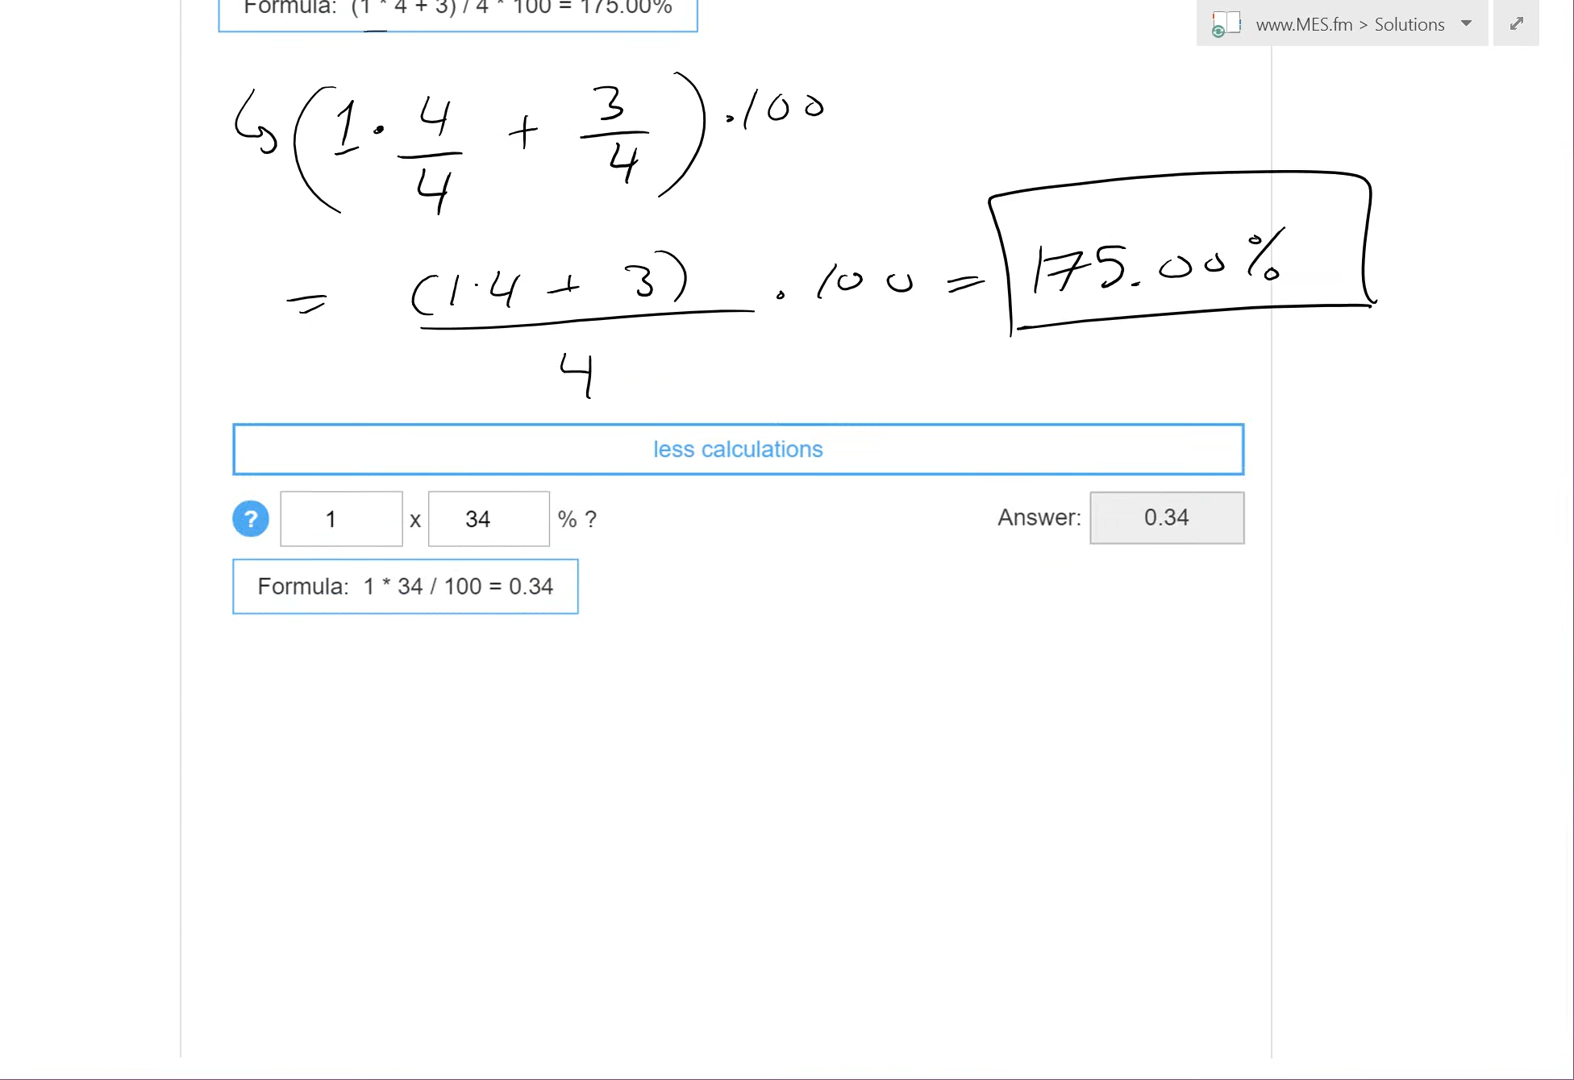 Formula: (1 * 4 + 3) / 4 * 100 = 175.00%
www.MES.fm > Solutions
↳ (1 · 4/4 + 3/4) · 100
= (1·4 + 3)/4 · 100 = 175.00%
less calculations
? 1 x 34 % ? Answer: 0.34
Formula: 1 * 34 / 100 = 0.34